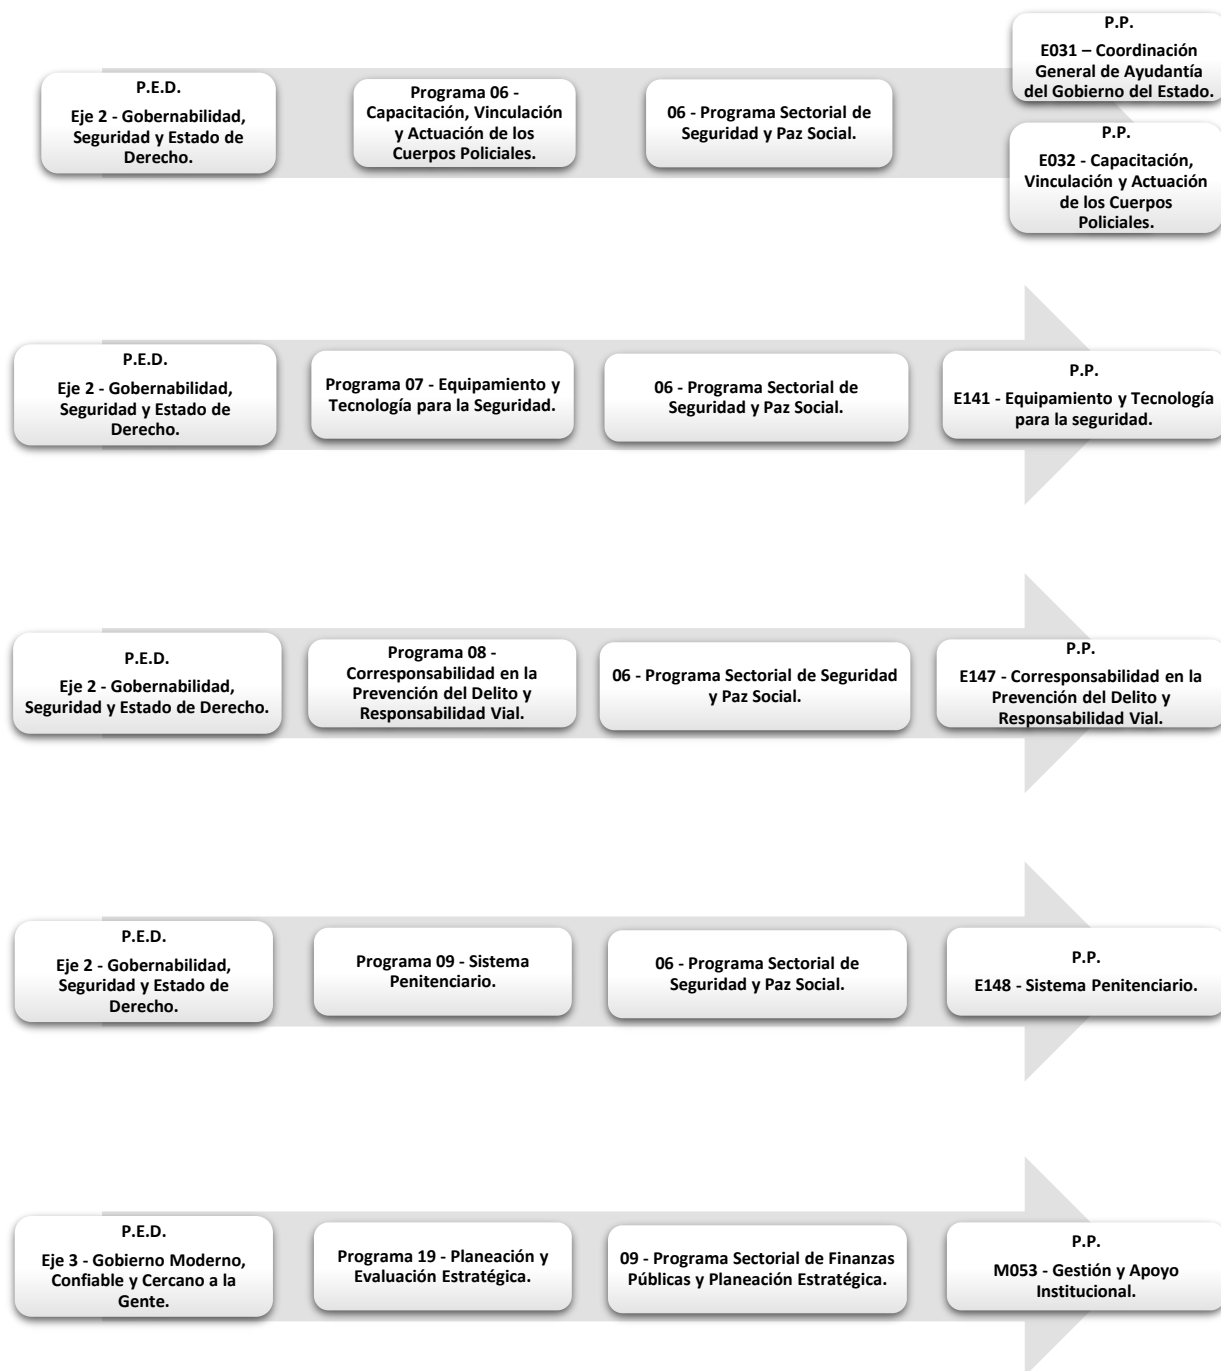 P.E.D.
Eje 2 - Gobernabilidad,
Seguridad y Estado de
Derecho.
Programa 06 -
Capacitación, Vinculación
y Actuación de los
Cuerpos Policiales.
06 - Programa Sectorial de
Seguridad y Paz Social.
P.P.
E031 – Coordinación
General de Ayudantía
del Gobierno del Estado.
P.P.
E032 - Capacitación,
Vinculación y Actuación
de los Cuerpos
Policiales.
P.E.D.
Eje 2 - Gobernabilidad,
Seguridad y Estado de
Derecho.
Programa 07 - Equipamiento y
Tecnología para la Seguridad.
06 - Programa Sectorial de
Seguridad y Paz Social.
P.P.
E141 - Equipamiento y Tecnología
para la seguridad.
P.E.D.
Eje 2 - Gobernabilidad,
Seguridad y Estado de Derecho.
Programa 08 -
Corresponsabilidad en la
Prevención del Delito y
Responsabilidad Vial.
06 - Programa Sectorial de Seguridad
y Paz Social.
P.P.
E147 - Corresponsabilidad en la
Prevención del Delito y
Responsabilidad Vial.
P.E.D.
Eje 2 - Gobernabilidad,
Seguridad y Estado de
Derecho.
Programa 09 - Sistema
Penitenciario.
06 - Programa Sectorial de
Seguridad y Paz Social.
P.P.
E148 - Sistema Penitenciario.
P.E.D.
Eje 3 - Gobierno Moderno,
Confiable y Cercano a la
Gente.
Programa 19 - Planeación y
Evaluación Estratégica.
09 - Programa Sectorial de Finanzas
Públicas y Planeación Estratégica.
P.P.
M053 - Gestión y Apoyo
Institucional.